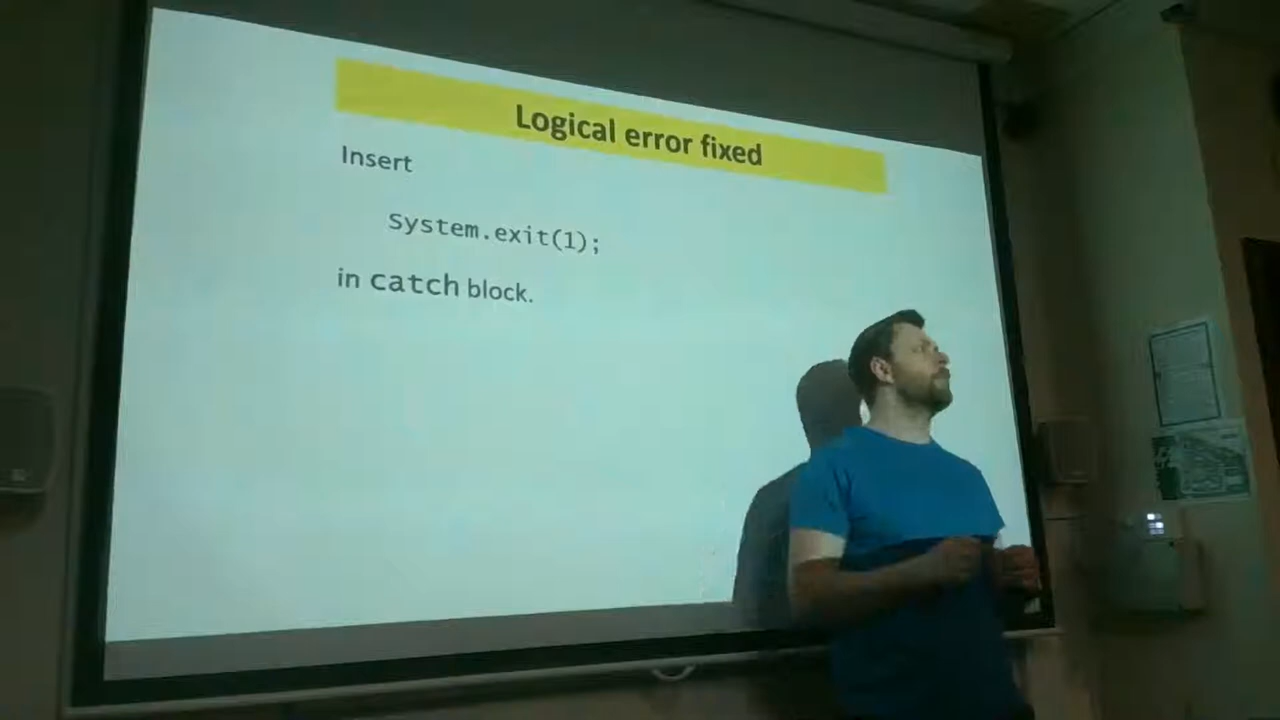 Logical error fixed
Insert
System.exit(1);
in catch block.